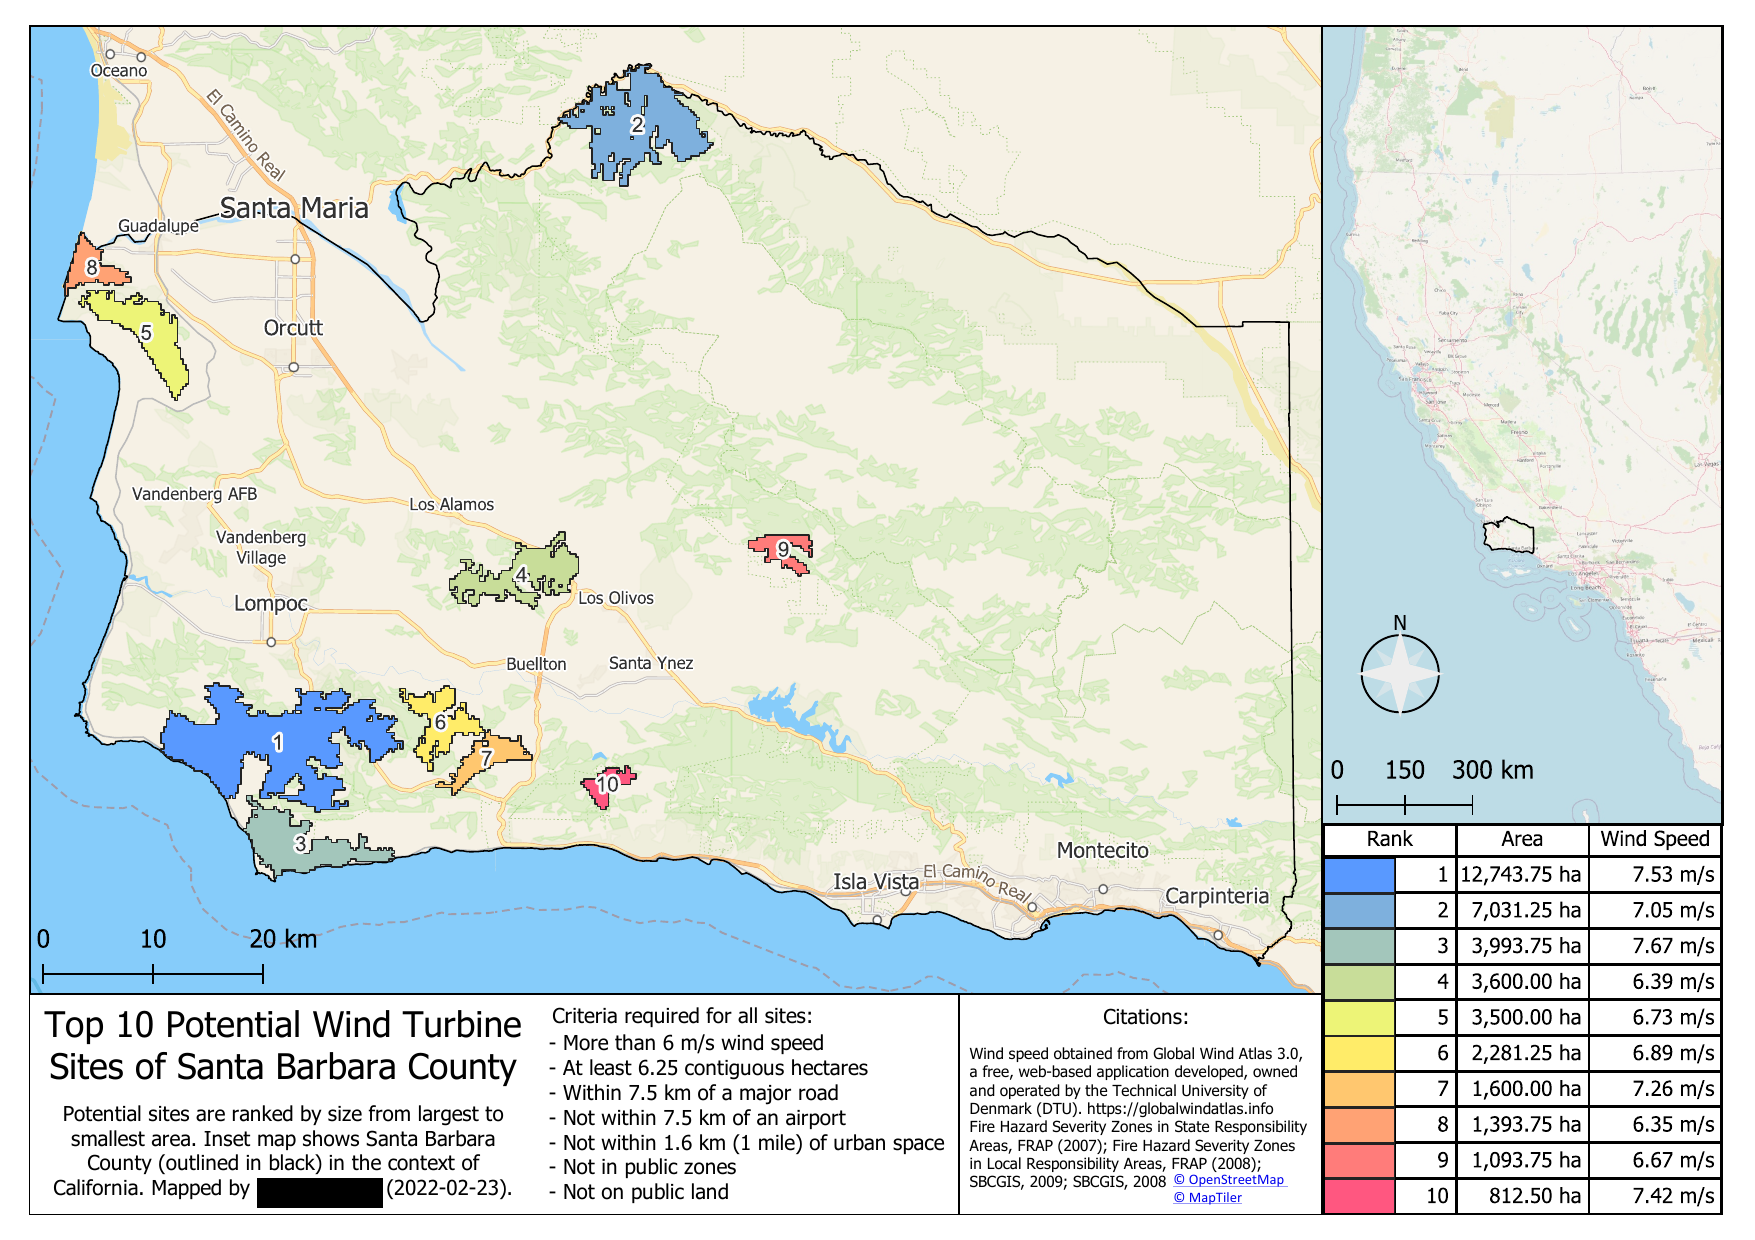 Oceano
El Camino Real
Santa Maria
Guadalupe
Orcutt
Vandenberg AFB
Los Alamos
Vandenberg
Village
Lompoc
Los Olivos
Buellton
Santa Ynez
Montecito
Isla Vista
El Camino Real
Carpinteria
1
2
3
4
5
6
7
8
9
10
0 10 20 km
N
0 150 300 km
Rank Area Wind Speed
1 12,743.75 ha 7.53 m/s
2 7,031.25 ha 7.05 m/s
3 3,993.75 ha 7.67 m/s
4 3,600.00 ha 6.39 m/s
5 3,500.00 ha 6.73 m/s
6 2,281.25 ha 6.89 m/s
7 1,600.00 ha 7.26 m/s
8 1,393.75 ha 6.35 m/s
9 1,093.75 ha 6.67 m/s
10 812.50 ha 7.42 m/s
Top 10 Potential Wind Turbine
Sites of Santa Barbara County
Potential sites are ranked by size from largest to
smallest area. Inset map shows Santa Barbara
County (outlined in black) in the context of
California. Mapped by (2022-02-23).
Criteria required for all sites:
- More than 6 m/s wind speed
- At least 6.25 contiguous hectares
- Within 7.5 km of a major road
- Not within 7.5 km of an airport
- Not within 1.6 km (1 mile) of urban space
- Not in public zones
- Not on public land
Citations:
Wind speed obtained from Global Wind Atlas 3.0,
a free, web-based application developed, owned
and operated by the Technical University of
Denmark (DTU). https://globalwindatlas.info
Fire Hazard Severity Zones in State Responsibility
Areas, FRAP (2007); Fire Hazard Severity Zones
in Local Responsibility Areas, FRAP (2008);
SBCGIS, 2009; SBCGIS, 2008 © OpenStreetMap
© MapTiler